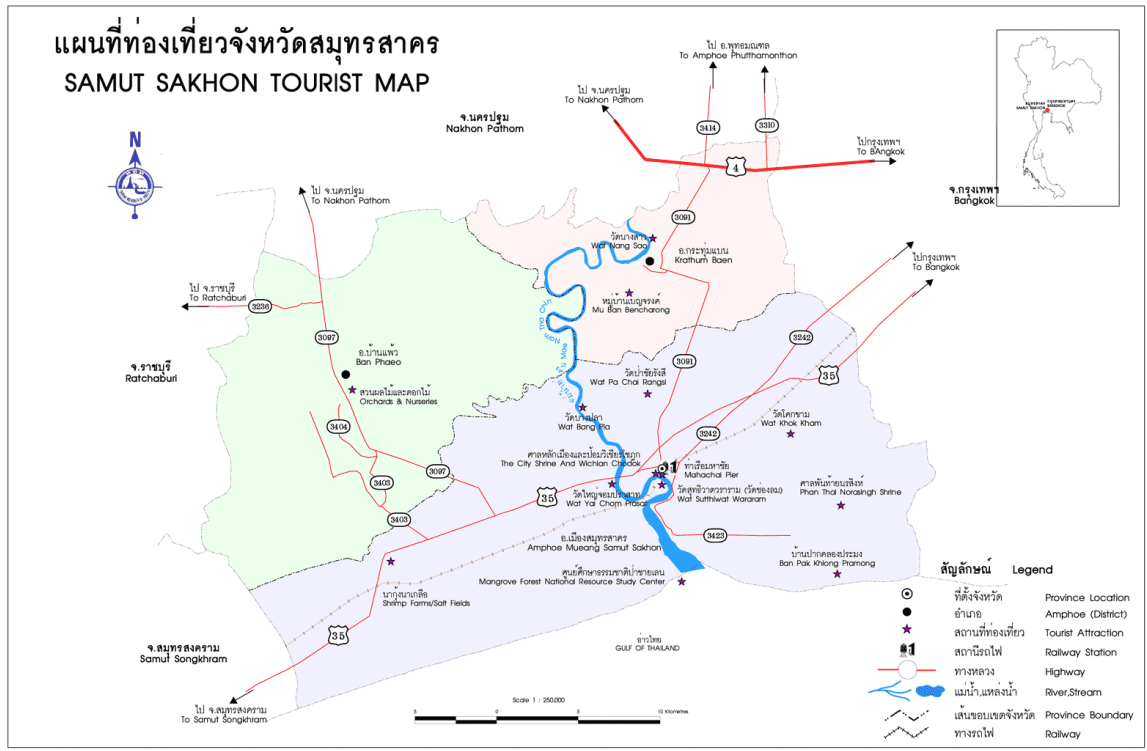 แผนที่ท่องเที่ยวจังหวัดสมุทรสาคร
SAMUT SAKHON TOURIST MAP
ไป อ.พุทธมณฑล
To Amphoe Phutthamonthon
ไป จ.นครปฐม
To Nakhon Pathom
จ.นครปฐม
Nakhon Pathom
3414
3310
4
ไปกรุงเทพฯ
To BAngkok
สมุทรสาคร
SAMUT SAKHON
กรุงเทพมหานคร
BANGKOK
จ.กรุงเทพฯ
Bangkok
N
ไป จ.นครปฐม
To Nakhon Pathom
3091
วัดนางสาว
Wat Nang Sao
อ.กระทุ่มแบน
Krathum Baen
ไปกรุงเทพฯ
To Bangkok
ไป จ.ราชบุรี
To Ratchaburi
3236
หมู่บ้านเบญจรงค์
Mu Ban Bencharong
3097
3242
อ.บ้านแพ้ว
Ban Phaeo
3091
35
จ.ราชบุรี
Ratchaburi
Nam Mae Tha Chin
วัดป่าชัยรังสี
Wat Pa Chai Rangsi
สวนผลไม้และดอกไม้
Orchards & Nurseries
วัดบางปลา
Wat Bang Pla
วัดโคกขาม
Wat Khok Kham
3404
3242
ศาลหลักเมืองและป้อมวิเชียรโชฎก
The City Shrine And Wichian Chodok
ท่าเรือมหาชัย
Mahachai Pier
3097
3403
35
วัดใหญ่จอมปราสาท
Wat Yai Chom Prasat
วัดสุทธิวาตวราราม (วัดช่องลม)
Wat Sutthiwat Wararam
ศาลพันท้ายนรสิงห์
Phan Thai Norasingh Shrine
3403
3423
อ.เมืองสมุทรสาคร
Amphoe Mueang Samut Sakhon
บ้านปากคลองประมง
Ban Pak Khlong Pramong
ศูนย์ศึกษาธรรมชาติป่าชายเลน
Mangrove Forest National Resource Study Center
นากุ้งนาเกลือ
Shrimp Farms/Salt Fields
35
จ.สมุทรสงคราม
Samut Songkhram
อ่าวไทย
GULF OF THAILAND
ไป จ.สมุทรสงคราม
To Samut Songkhram
Scale 1 : 250,000
5 0 5 10 Kilometres
สัญลักษณ์ Legend
ที่ตั้งจังหวัด Province Location
อำเภอ Amphoe (District)
สถานที่ท่องเที่ยว Tourist Attraction
สถานีรถไฟ Railway Station
ทางหลวง Highway
แม่น้ำ,แหล่งน้ำ River,Stream
เส้นขอบเขตจังหวัด Province Boundary
ทางรถไฟ Railway